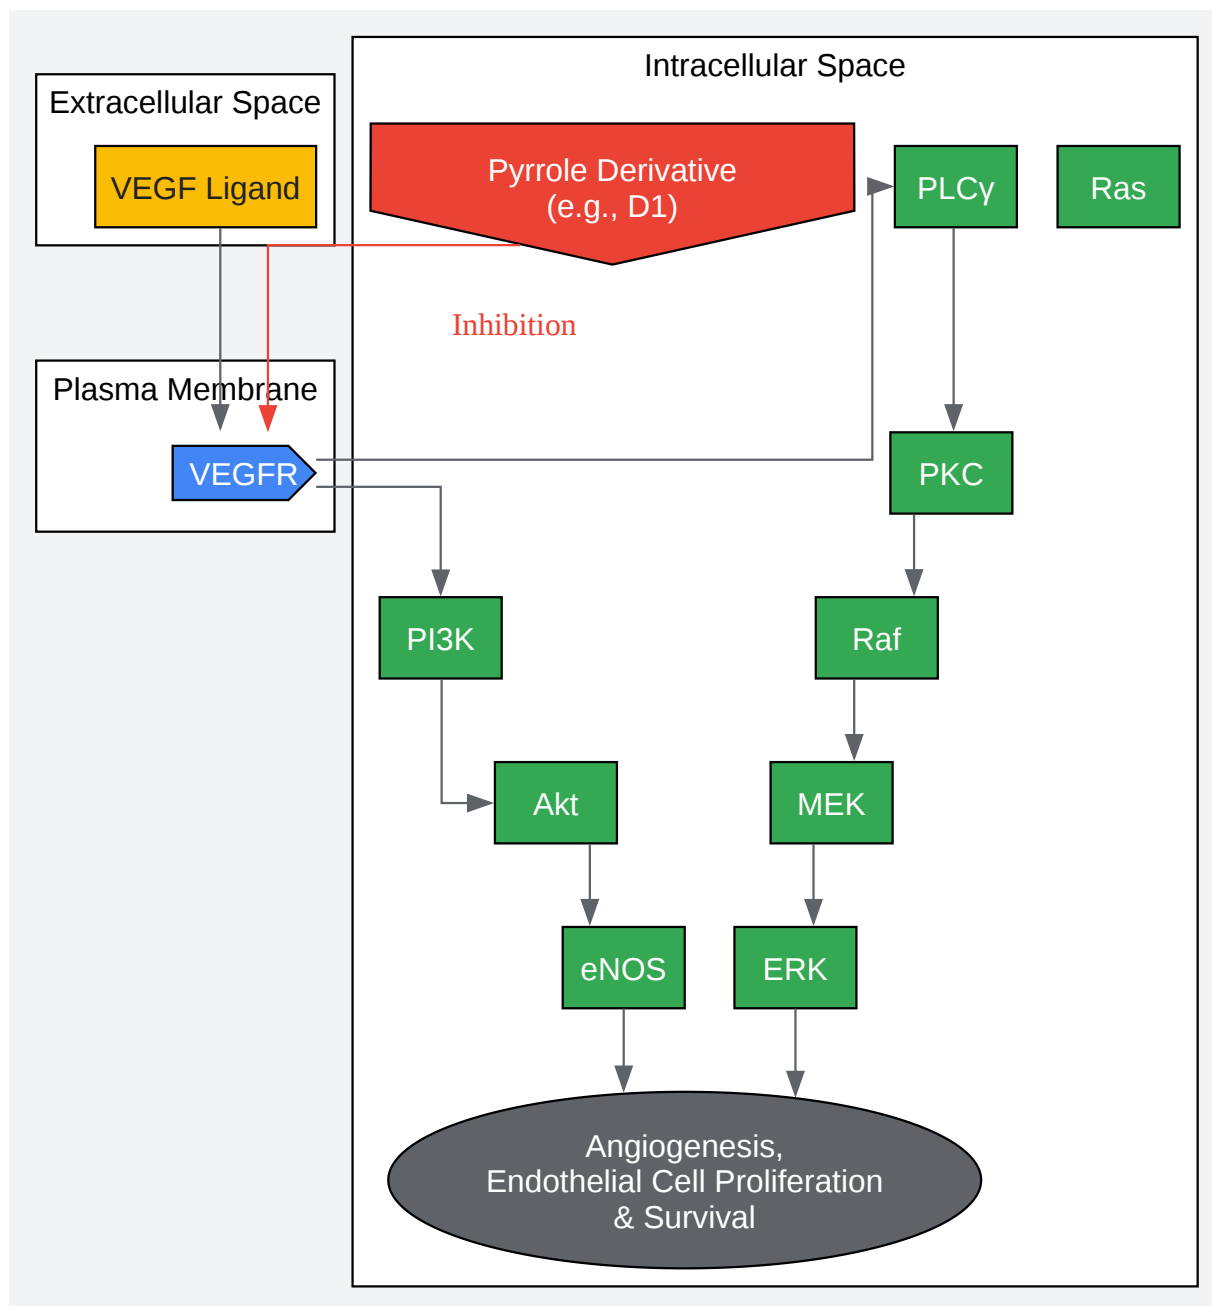 Intracellular Space
Extracellular Space
VEGF Ligand
Pyrrole Derivative
(e.g., D1)
PLCγ
Ras
Inhibition
Plasma Membrane
VEGFR
PKC
PI3K
Raf
Akt
MEK
eNOS
ERK
Angiogenesis,
Endothelial Cell Proliferation
& Survival